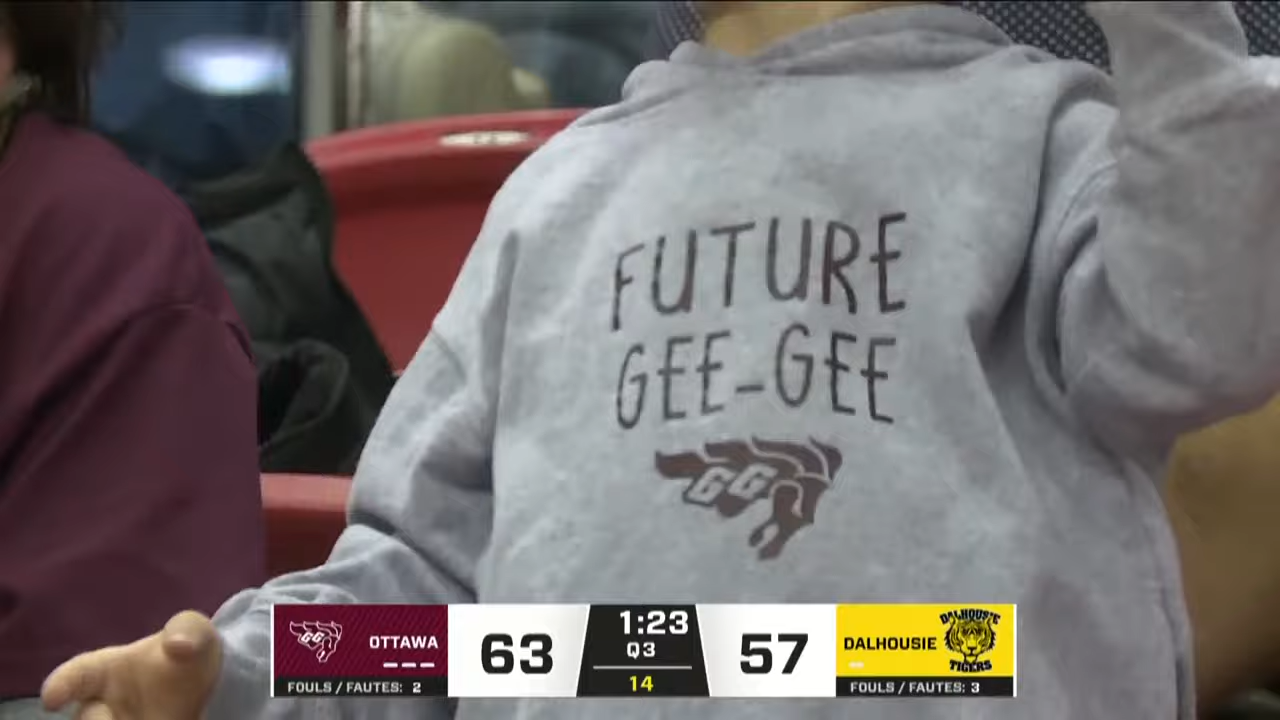 FUTURE
GEE-GEE
GG
GG
OTTAWA
FOULS / FAUTES: 2
63
1:23
Q3
14
57
DALHOUSIE
DALHOUSIE
TIGERS
FOULS / FAUTES: 3